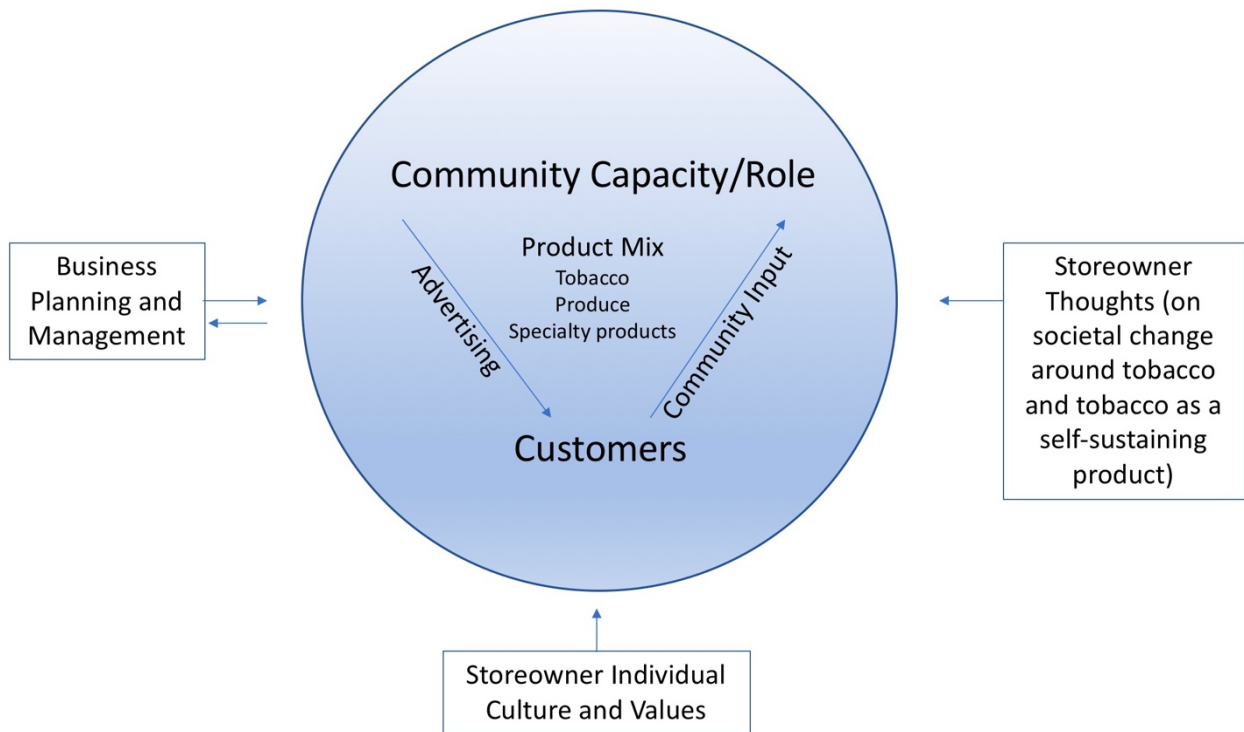 Community Capacity/Role
Product Mix
Tobacco
Produce
Specialty products
Advertising
Community Input
Customers
Business
Planning and
Management
Storeowner
Thoughts (on
societal change
around tobacco
and tobacco as a
self-sustaining
product)
Storeowner Individual
Culture and Values